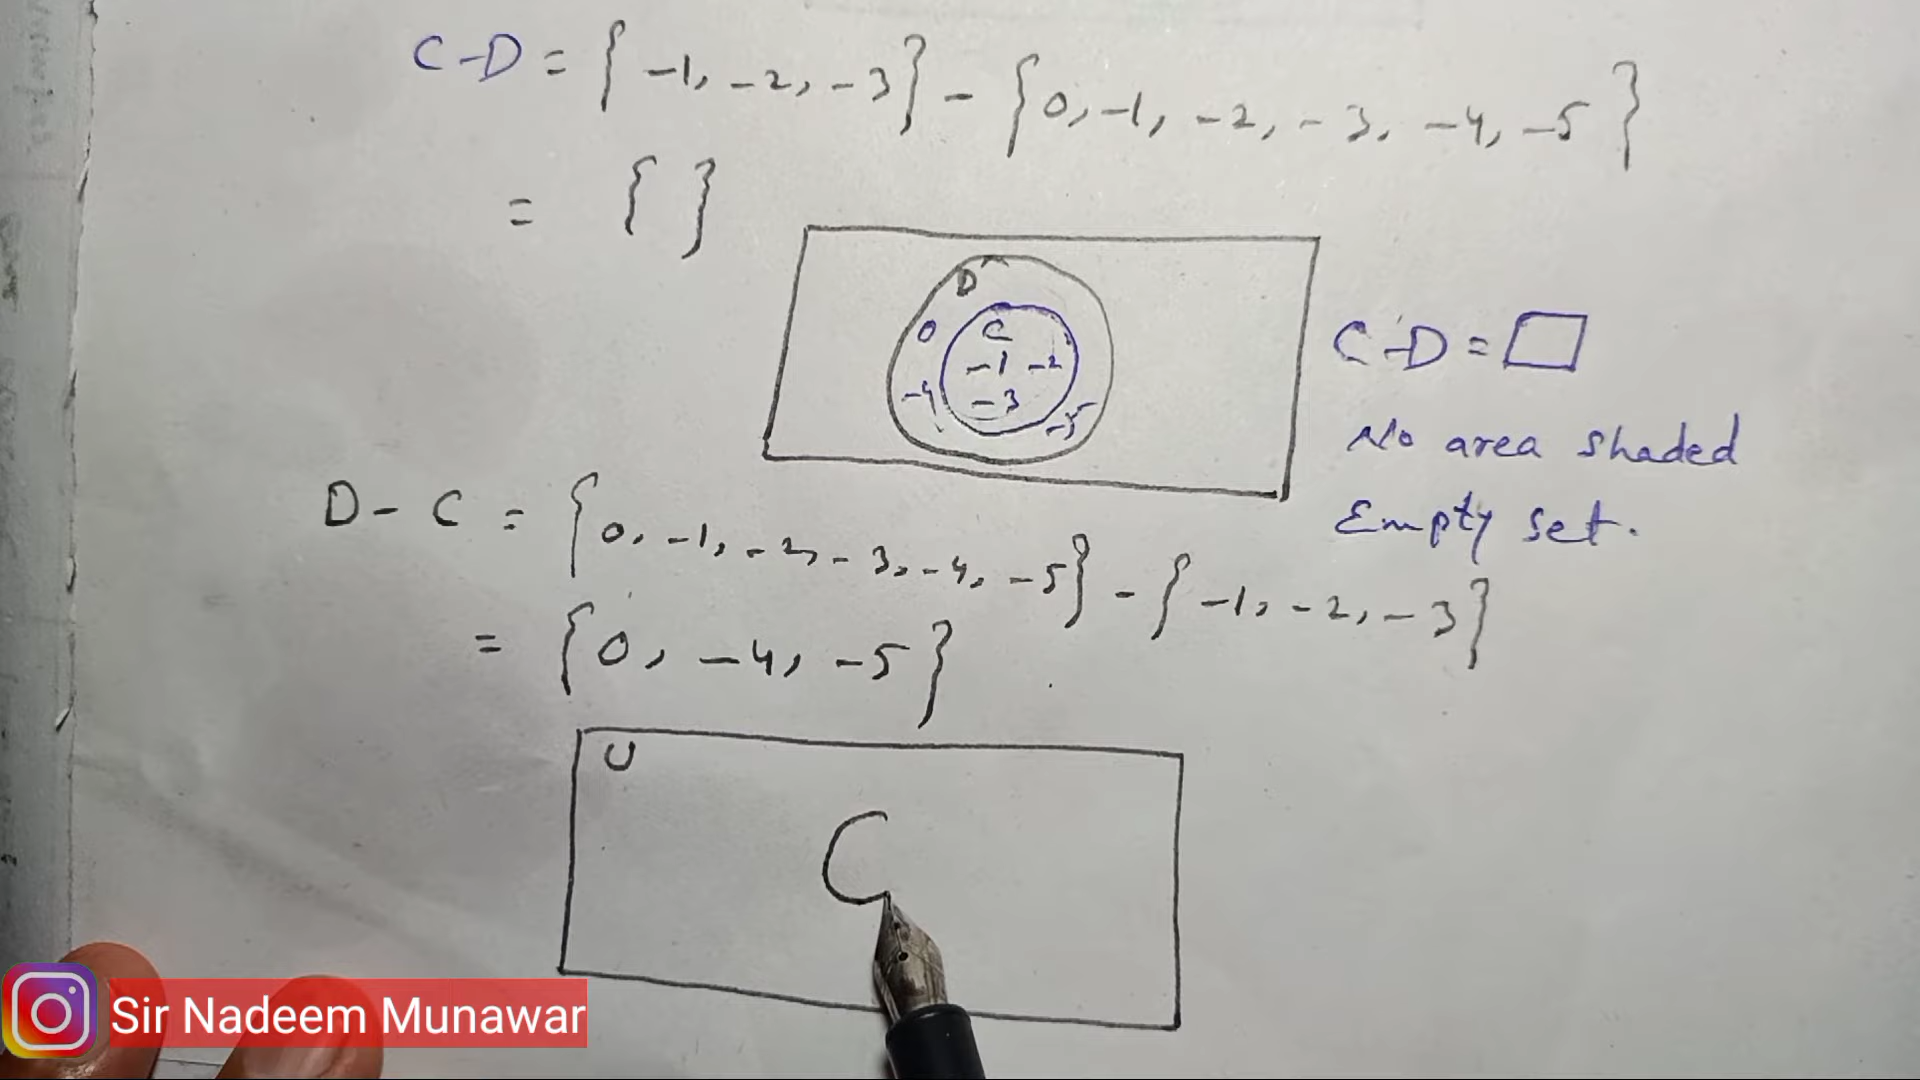 C-D = { -1, -2, -3 } - { 0, -1, -2, -3, -4, -5 }
= { }
D
0 C
-1 -2
-4 -3 -5
C-D = □
No area shaded
Empty set.
D - C = { 0, -1, -2, -3, -4, -5 } - { -1, -2, -3 }
= { 0, -4, -5 }
U
Sir Nadeem Munawar